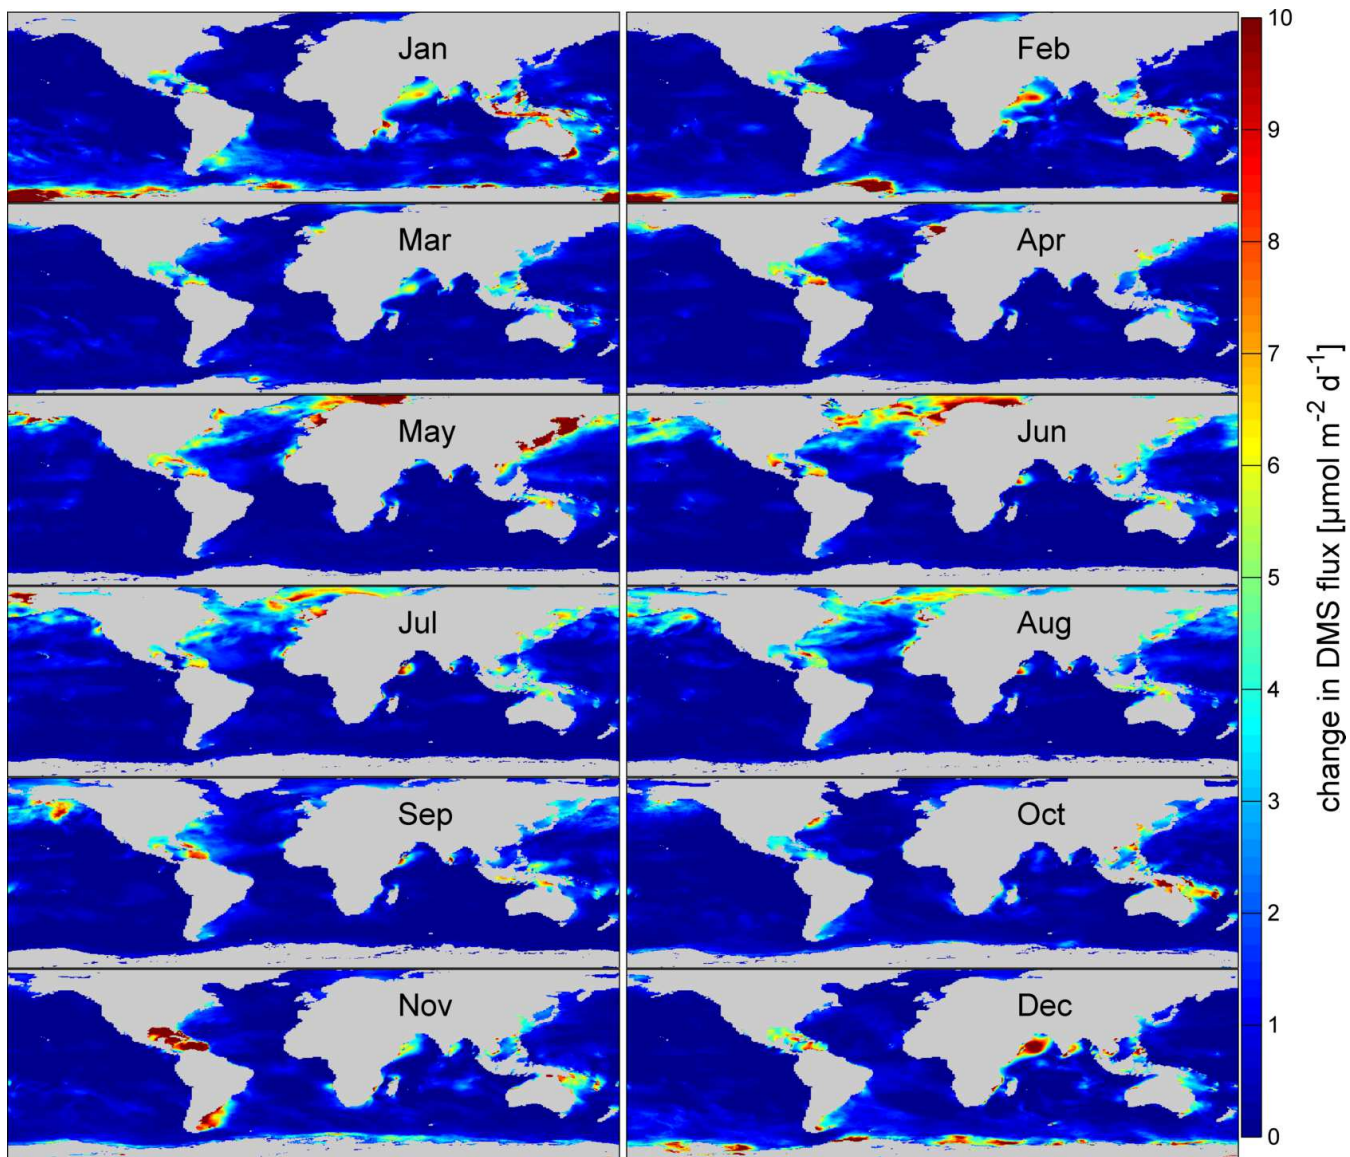 Jan
Feb
Mar
Apr
May
Jun
Jul
Aug
Sep
Oct
Nov
Dec
10
9
8
7
6
5
4
3
2
1
0
change in DMS flux [µmol m⁻² d⁻¹]